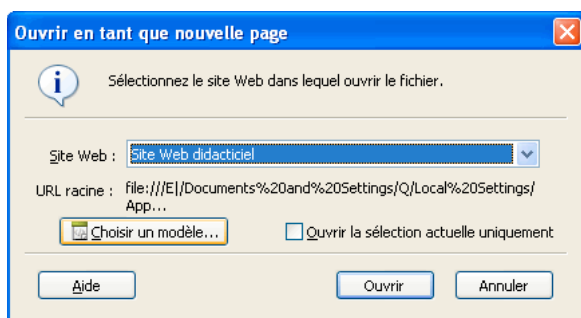 Ouvrir en tant que nouvelle page
Sélectionnez le site Web dans lequel ouvrir le fichier.
Site Web : Site Web didacticiel
URL racine : file:///E|/Documents%20and%20Settings/Q/Local%20Settings/
App...
Choisir un modèle... Ouvrir la sélection actuelle uniquement
Aide Ouvrir Annuler